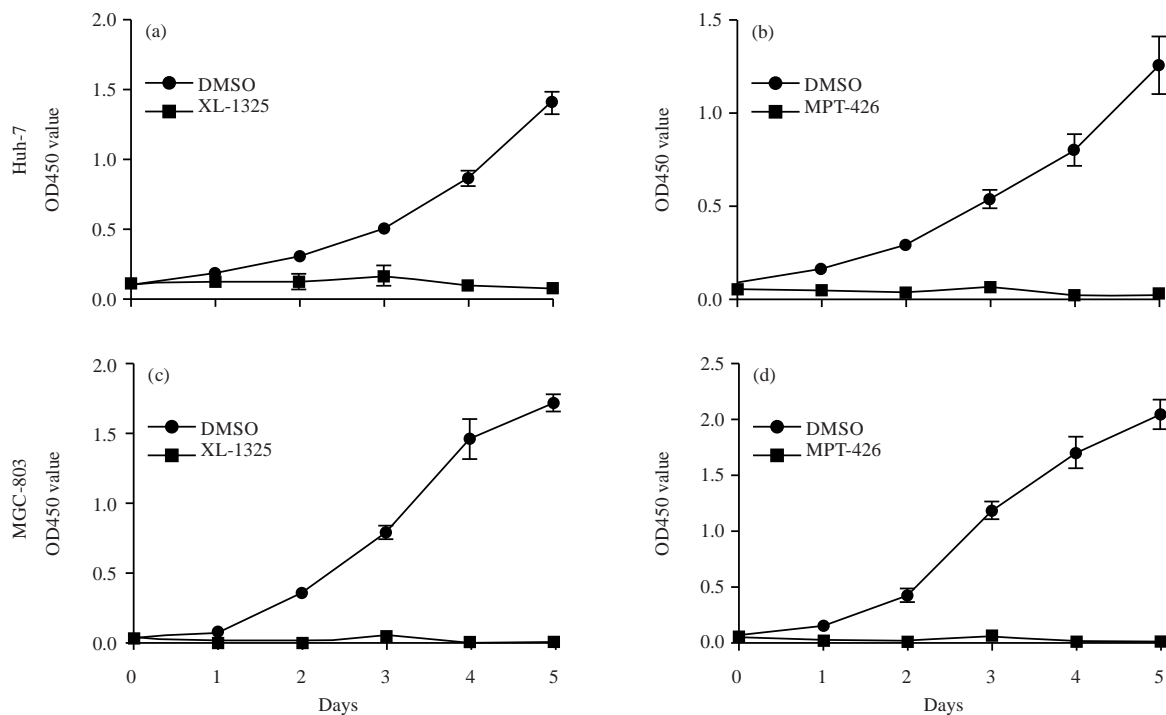 (a)
DMSO
XL-1325
2.0
1.5
1.0
0.5
0.0
Huh-7
OD450 value
(b)
DMSO
MPT-426
1.5
1.0
0.5
0.0
OD450 value
(c)
DMSO
XL-1325
2.0
1.5
1.0
0.5
0.0
MGC-803
OD450 value
0 1 2 3 4 5
Days
(d)
DMSO
MPT-426
2.5
2.0
1.5
1.0
0.5
0.0
OD450 value
0 1 2 3 4 5
Days